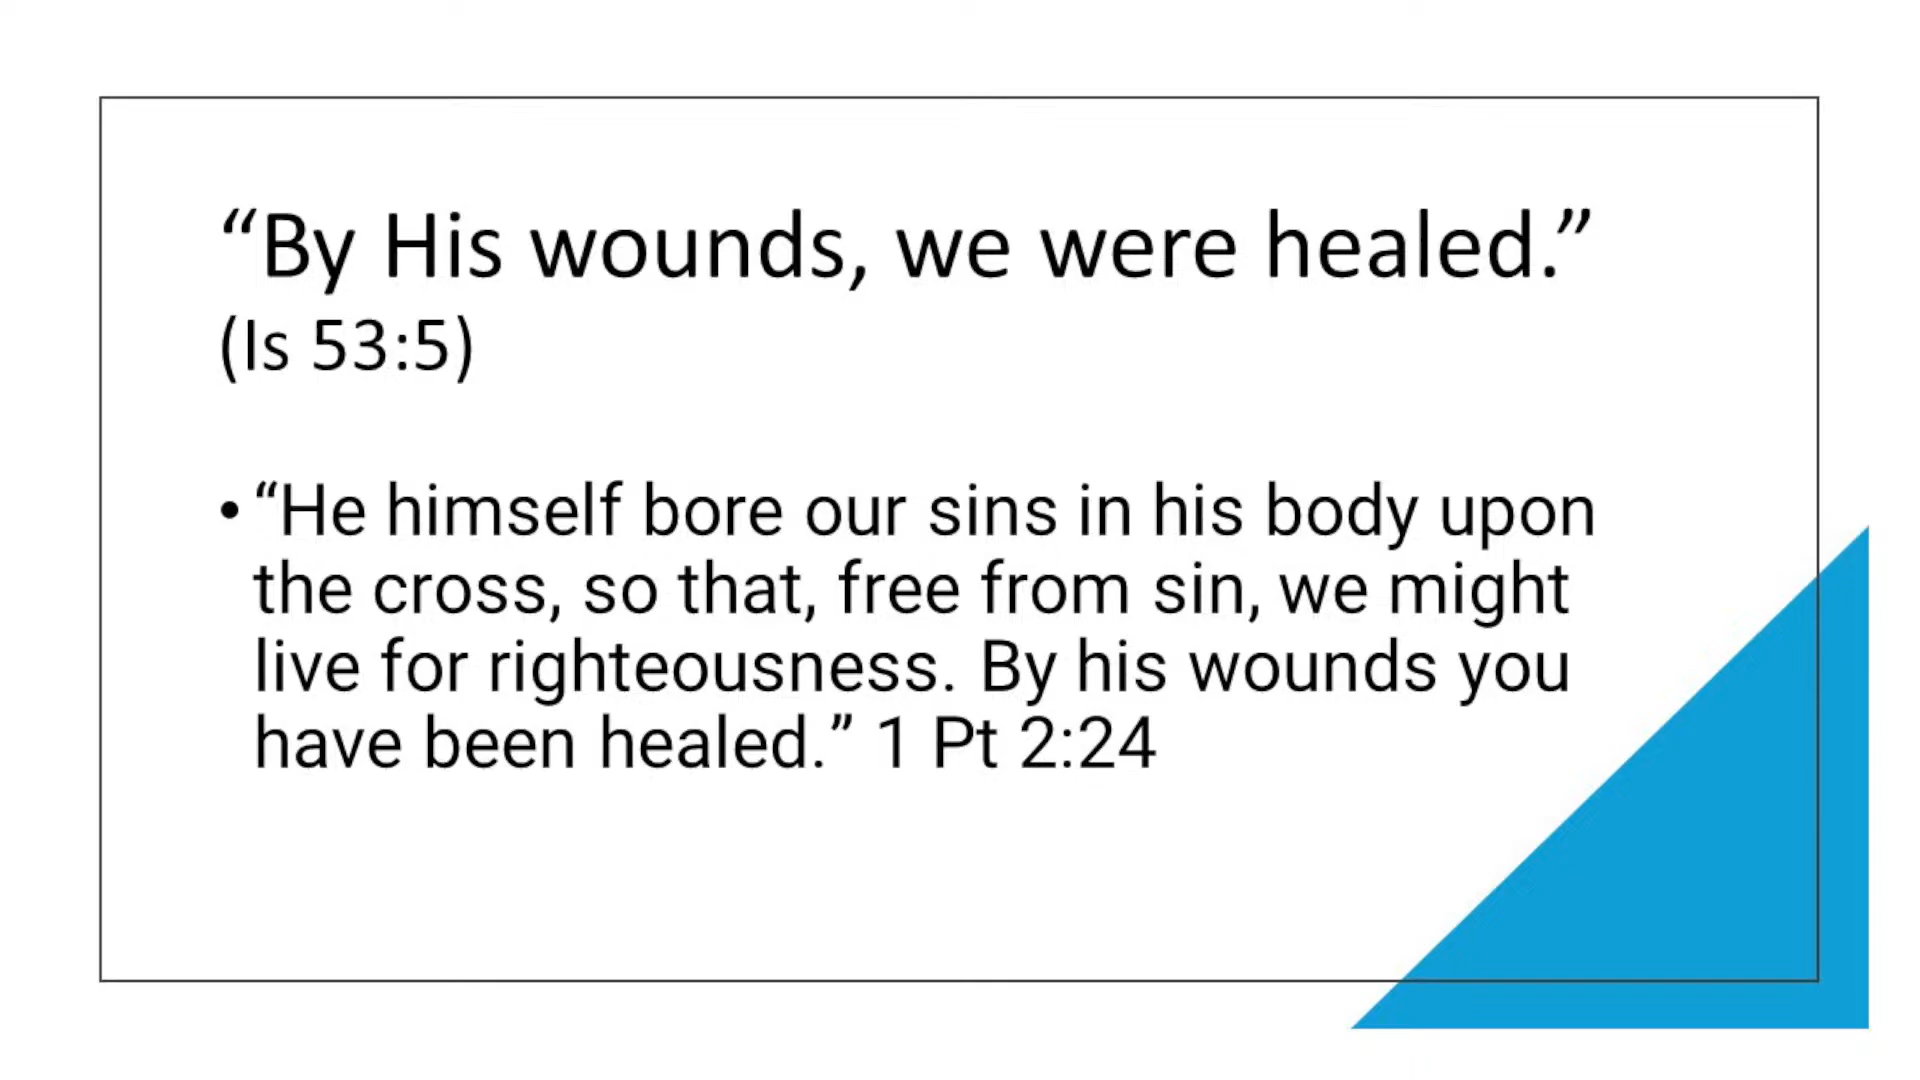 “By His wounds, we were healed.”
(Is 53:5)
• “He himself bore our sins in his body upon
the cross, so that, free from sin, we might
live for righteousness. By his wounds you
have been healed.” 1 Pt 2:24